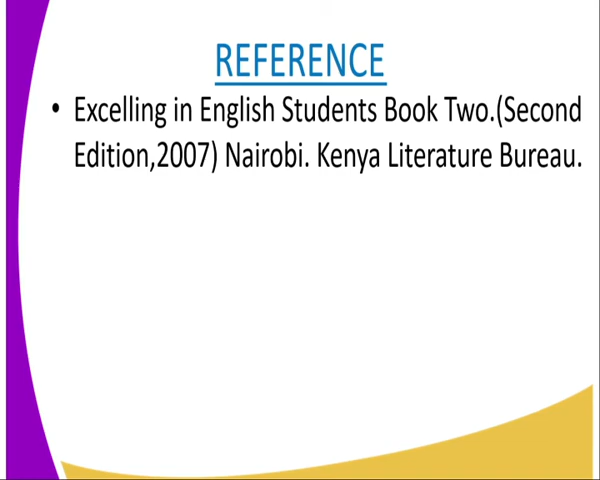 REFERENCE
• Excelling in English Students Book Two.(Second
Edition,2007) Nairobi. Kenya Literature Bureau.